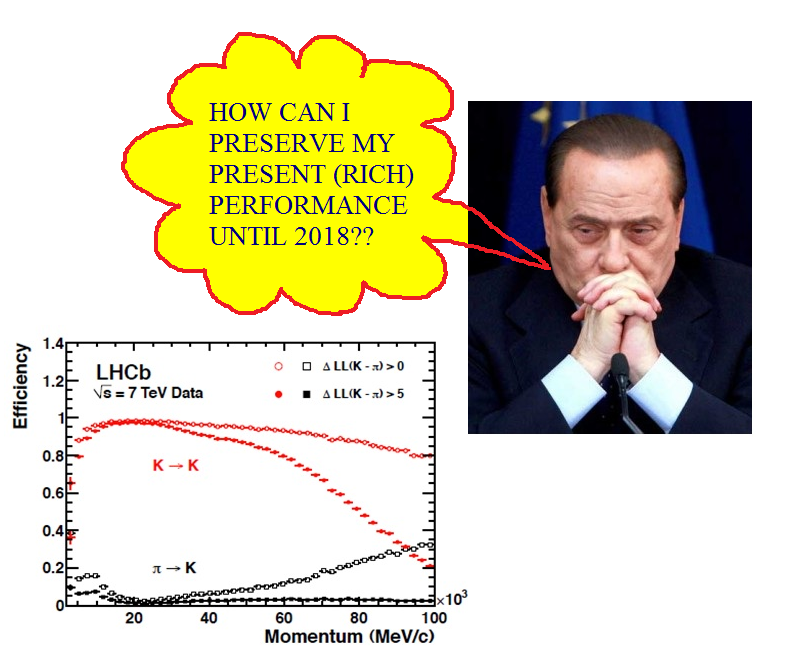 HOW CAN I
PRESERVE MY
PRESENT (RICH)
PERFORMANCE
UNTIL 2018??
Efficiency
1.4
1.2
1
0.8
0.6
0.4
0.2
0
LHCb
√s = 7 TeV Data
Δ LL(K - π) > 0
Δ LL(K - π) > 5
K → K
π → K
20 40 60 80 100
×10³
Momentum (MeV/c)